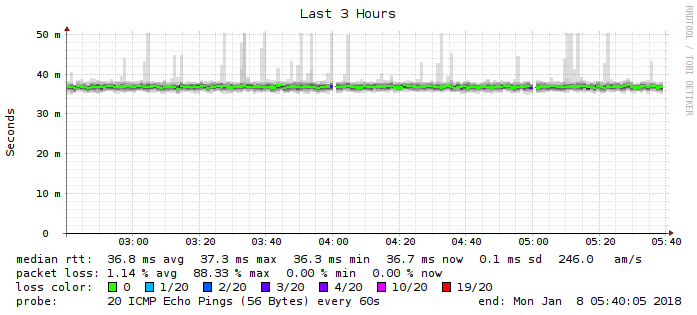 Last 3 Hours
RRDTOOL / TOBI OETIKER
50 m
40 m
30 m
20 m
10 m
0
Seconds
03:00 03:20 03:40 04:00 04:20 04:40 05:00 05:20 05:40
median rtt: 36.8 ms avg 37.3 ms max 36.3 ms min 36.7 ms now 0.1 ms sd 246.0 am/s
packet loss: 1.14 % avg 88.33 % max 0.00 % min 0.00 % now
loss color: 0 1/20 2/20 3/20 4/20 10/20 19/20
probe: 20 ICMP Echo Pings (56 Bytes) every 60s end: Mon Jan 8 05:40:05 2018